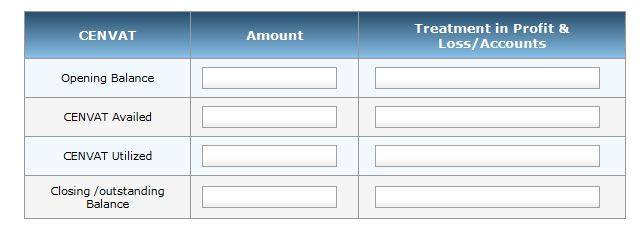 CENVAT
Amount
Treatment in Profit &
Loss/Accounts
Opening Balance
CENVAT Availed
CENVAT Utilized
Closing /outstanding
Balance